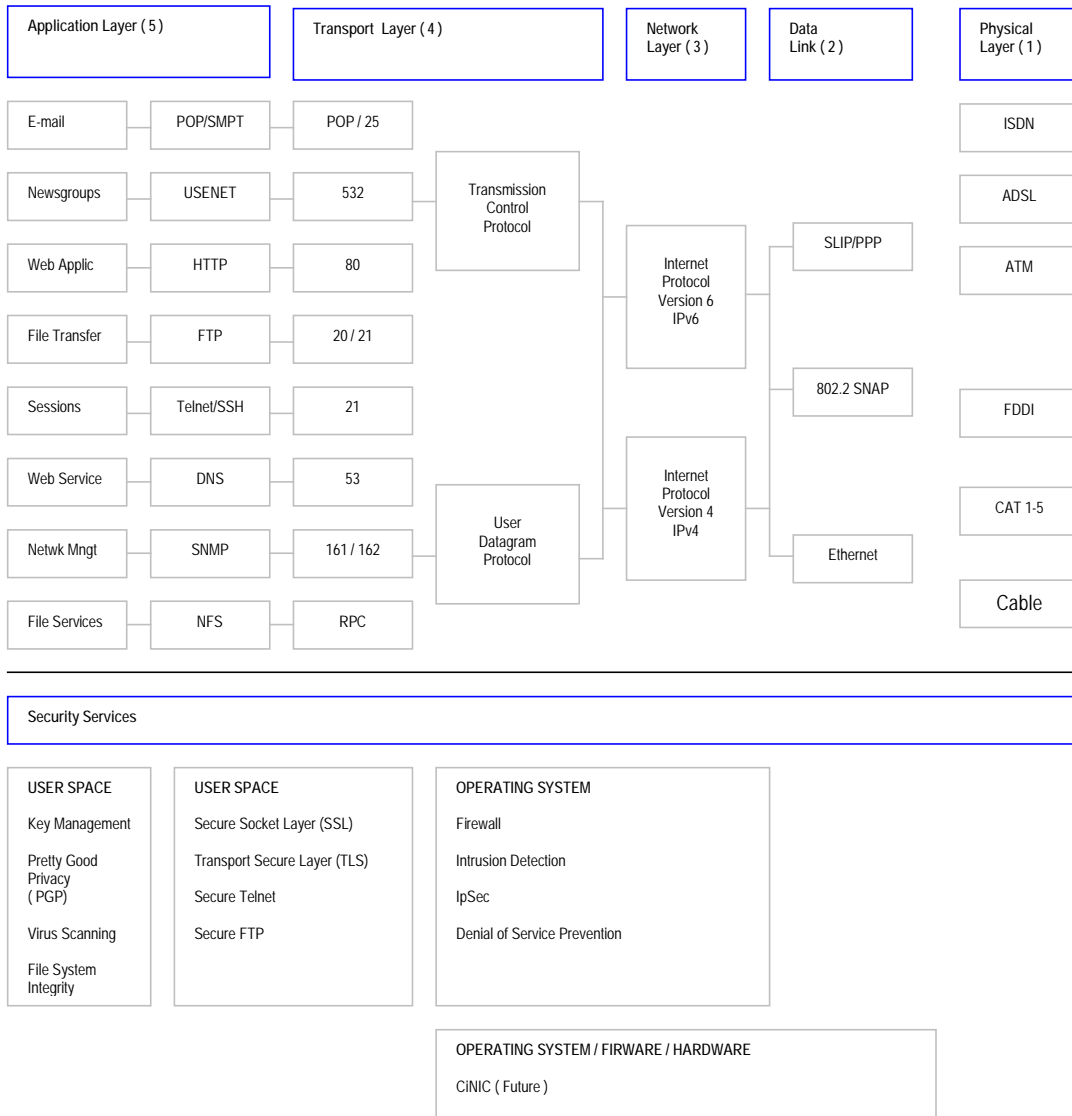 Application Layer ( 5 )
Transport Layer ( 4 )
Network
Layer ( 3 )
Data
Link ( 2 )
Physical
Layer ( 1 )
E-mail
POP/SMPT
POP / 25
ISDN
Newsgroups
USENET
532
Transmission
Control
Protocol
ADSL
Web Applic
HTTP
80
Internet
Protocol
Version 6
IPv6
SLIP/PPP
ATM
File Transfer
FTP
20 / 21
Sessions
Telnet/SSH
21
802.2 SNAP
FDDI
Web Service
DNS
53
Internet
Protocol
Version 4
IPv4
CAT 1-5
Netwk Mngt
SNMP
161 / 162
User
Datagram
Protocol
Ethernet
File Services
NFS
RPC
Cable
Security Services
USER SPACE
Key Management
Pretty Good
Privacy
( PGP)
Virus Scanning
File System
Integrity
USER SPACE
Secure Socket Layer (SSL)
Transport Secure Layer (TLS)
Secure Telnet
Secure FTP
OPERATING SYSTEM
Firewall
Intrusion Detection
IpSec
Denial of Service Prevention
OPERATING SYSTEM / FIRWARE / HARDWARE
CiNIC ( Future )